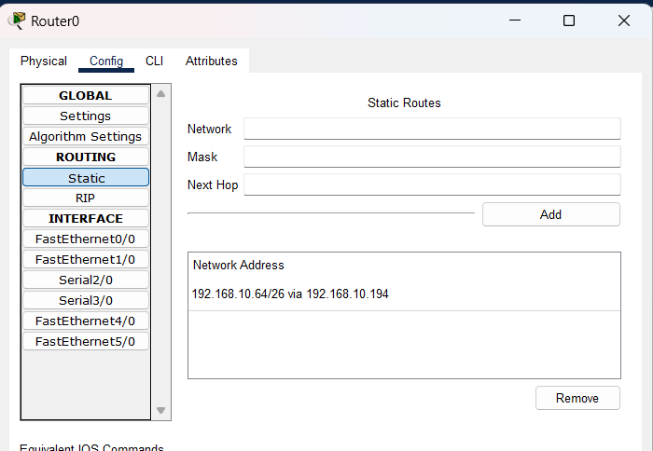 Router0
Physical Config CLI Attributes
GLOBAL
Settings
Algorithm Settings
ROUTING
Static
RIP
INTERFACE
FastEthernet0/0
FastEthernet1/0
Serial2/0
Serial3/0
FastEthernet4/0
FastEthernet5/0
Static Routes
Network
Mask
Next Hop
Add
Network Address
192.168.10.64/26 via 192.168.10.194
Remove
Equivalent IOS Commands